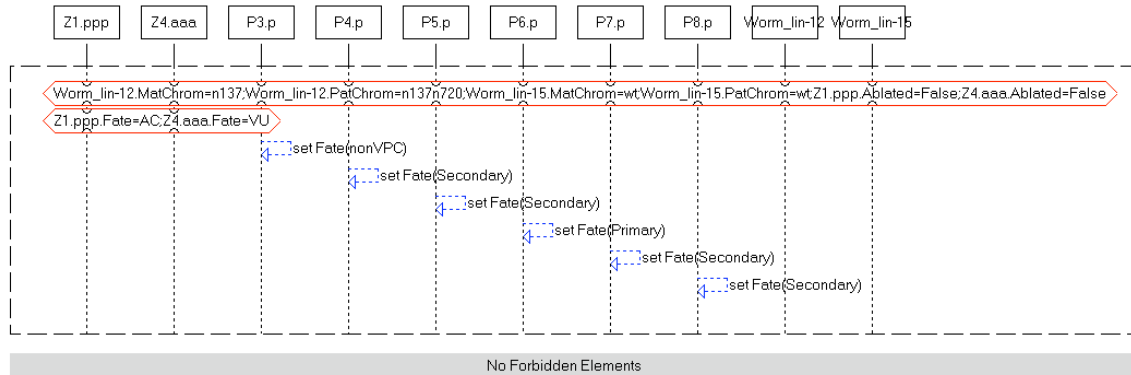 Z1.ppp Z4.aaa P3.p P4.p P5.p P6.p P7.p P8.p Worm_lin-12 Worm_lin-15
Worm_lin-12.MatChrom=n137;Worm_lin-12.PatChrom=n137n720;Worm_lin-15.MatChrom=wt;Worm_lin-15.PatChrom=wt;Z1.ppp.Ablated=False;Z4.aaa.Ablated=False
Z1.ppp.Fate=AC;Z4.aaa.Fate=VU
set Fate(nonVPC)
set Fate(Secondary)
set Fate(Secondary)
set Fate(Primary)
set Fate(Secondary)
set Fate(Secondary)
No Forbidden Elements